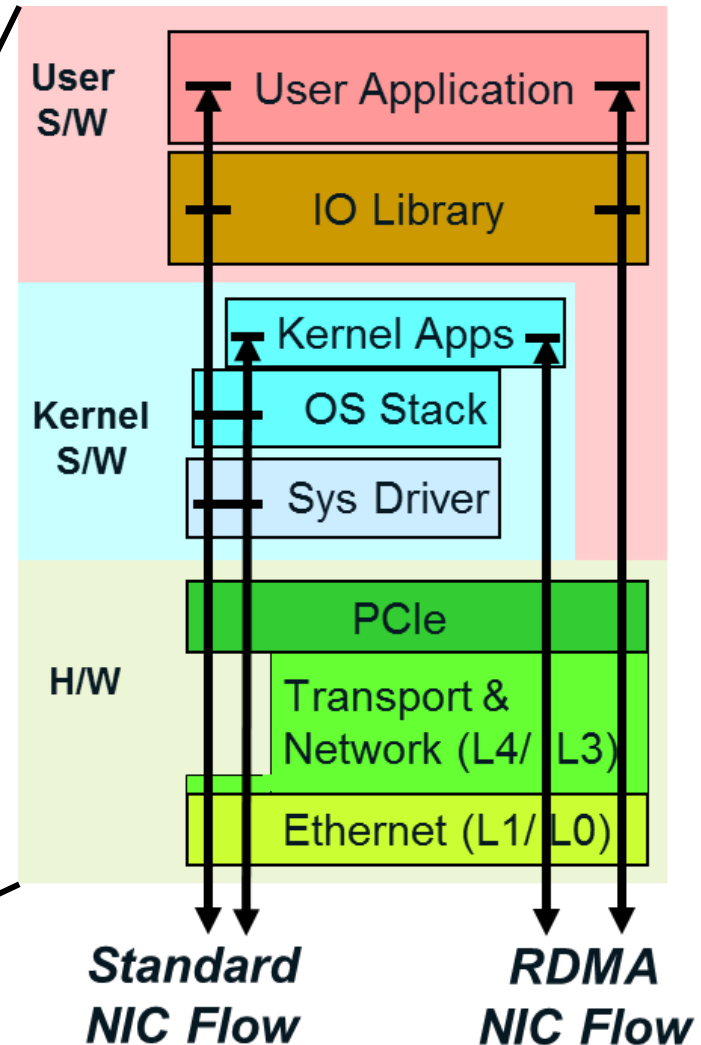 User
S/W
User Application
IO Library
Kernel
S/W
Kernel Apps
OS Stack
Sys Driver
H/W
PCIe
Transport &
Network (L4/ L3)
Ethernet (L1/ L0)
Standard
NIC Flow
RDMA
NIC Flow